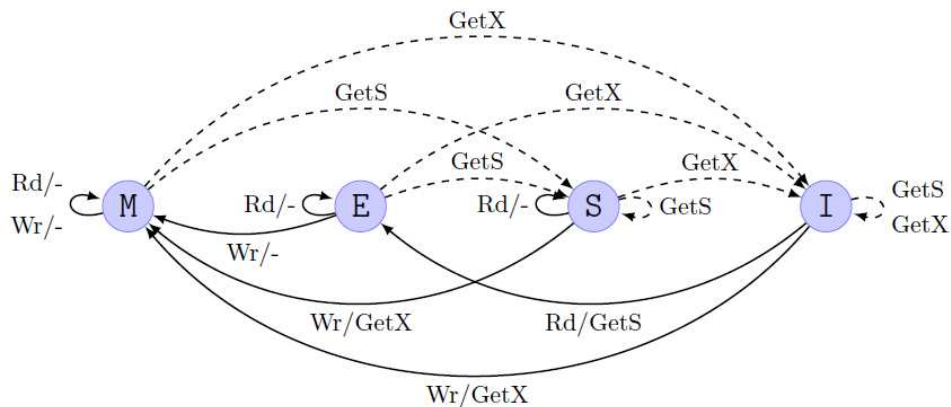 GetX
GetS
GetX
GetS
GetX
Rd/-
Wr/-
M
Rd/-
E
Rd/-
S
GetS
I
GetS
GetX
Wr/-
Wr/GetX
Rd/GetS
Wr/GetX